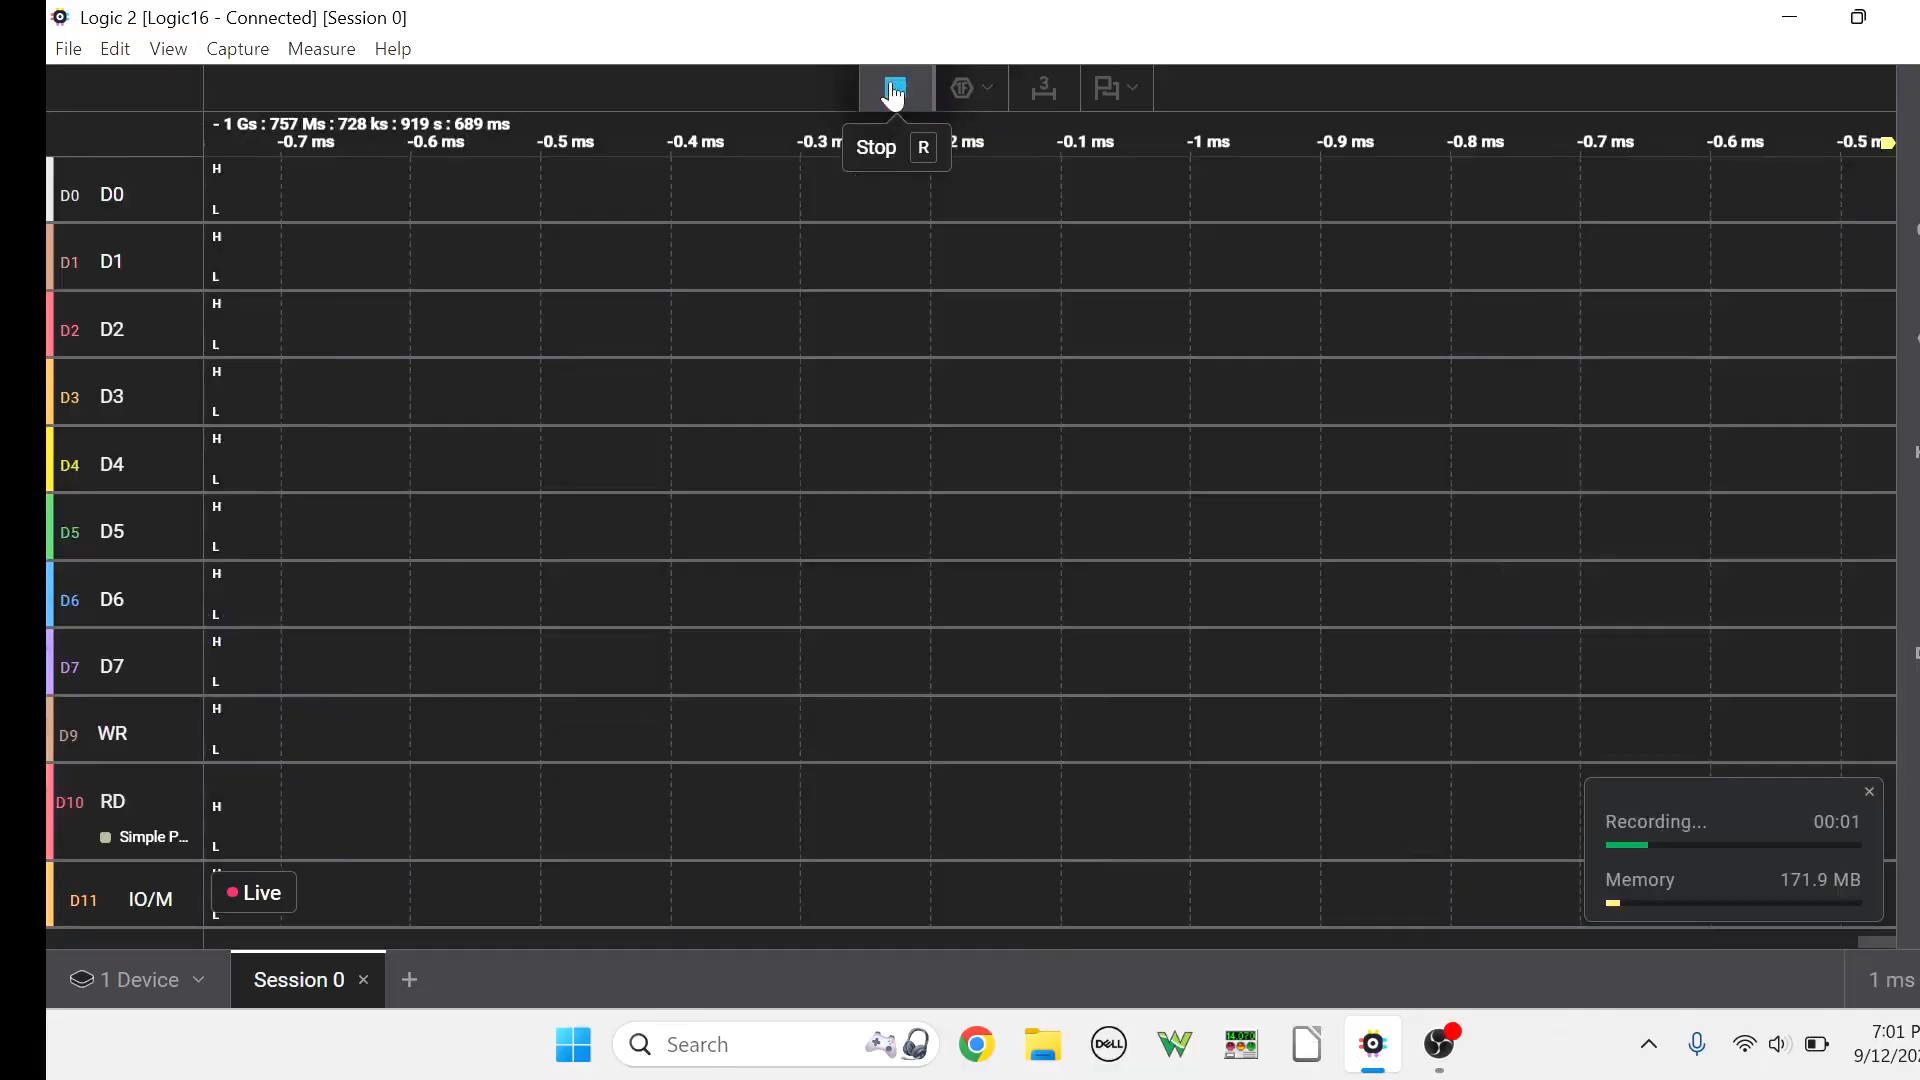 Logic 2 [Logic16 - Connected] [Session 0]
File Edit View Capture Measure Help
1F
3
- 1 Gs : 757 Ms : 728 ks : 919 s : 689 ms
-0.7 ms -0.6 ms -0.5 ms -0.4 ms -0.3 m 2 ms -0.1 ms -1 ms -0.9 ms -0.8 ms -0.7 ms -0.6 ms -0.5 m
Stop R
D0 D0 H L
D1 D1 H L
D2 D2 H L
D3 D3 H L
D4 D4 H L
D5 D5 H L
D6 D6 H L
D7 D7 H L
D9 WR H L
D10 RD H L
Simple P...
Recording... 00:01
Memory 171.9 MB
D11 IO/M L
Live
1 Device Session 0 × + 1 ms
Search DELL 14.070 7:01 P
9/12/20